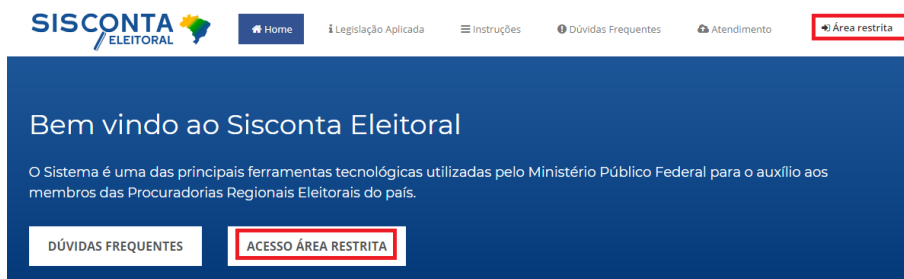 SISCONTA
ELEITORAL
Home
Legislação Aplicada
Instruções
Dúvidas Frequentes
Atendimento
Área restrita
Bem vindo ao Sisconta Eleitoral
O Sistema é uma das principais ferramentas tecnológicas utilizadas pelo Ministério Público Federal para o auxílio aos
membros das Procuradorias Regionais Eleitorais do país.
DÚVIDAS FREQUENTES
ACESSO ÁREA RESTRITA